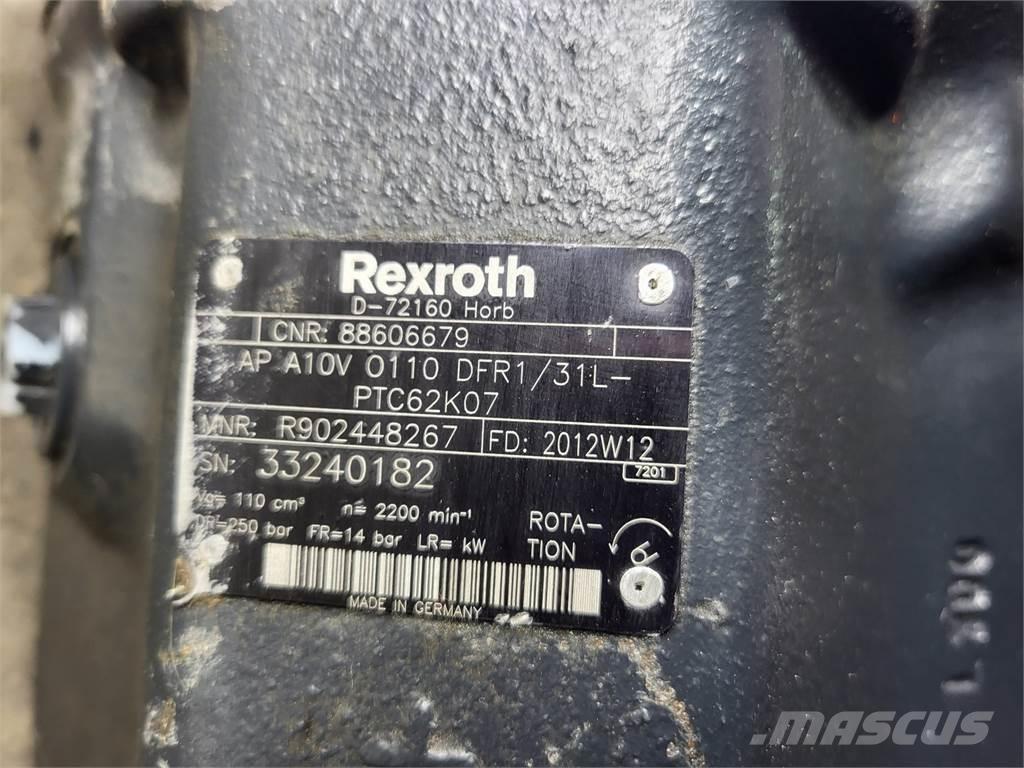 Rexroth
D-72160 Horb
CNR: 88606679
AP A10V O110 DFR1/31L-
PTC62K07
MNR: R902448267 FD: 2012W12
7201
SN: 33240182
Vg= 110 cm³ n= 2200 min⁻¹
DR=250 bar FR=14 bar LR= kW
ROTA-
TION
MADE IN GERMANY
MASCUS